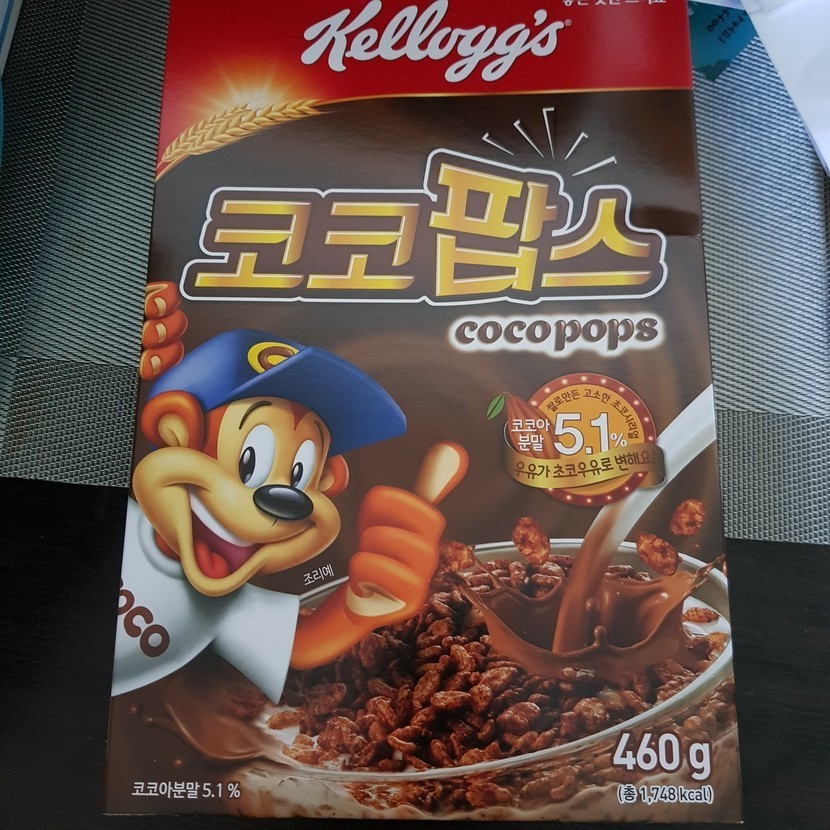 Kellogg's
코코팝스
cocopops
쌀로만든 고소한 초코시리얼
코코아
분말 5.1%
우유가 초코우유로 변해요!
조리예
COCO
460 g
(총 1,748 kcal)
코코아분말 5.1 %